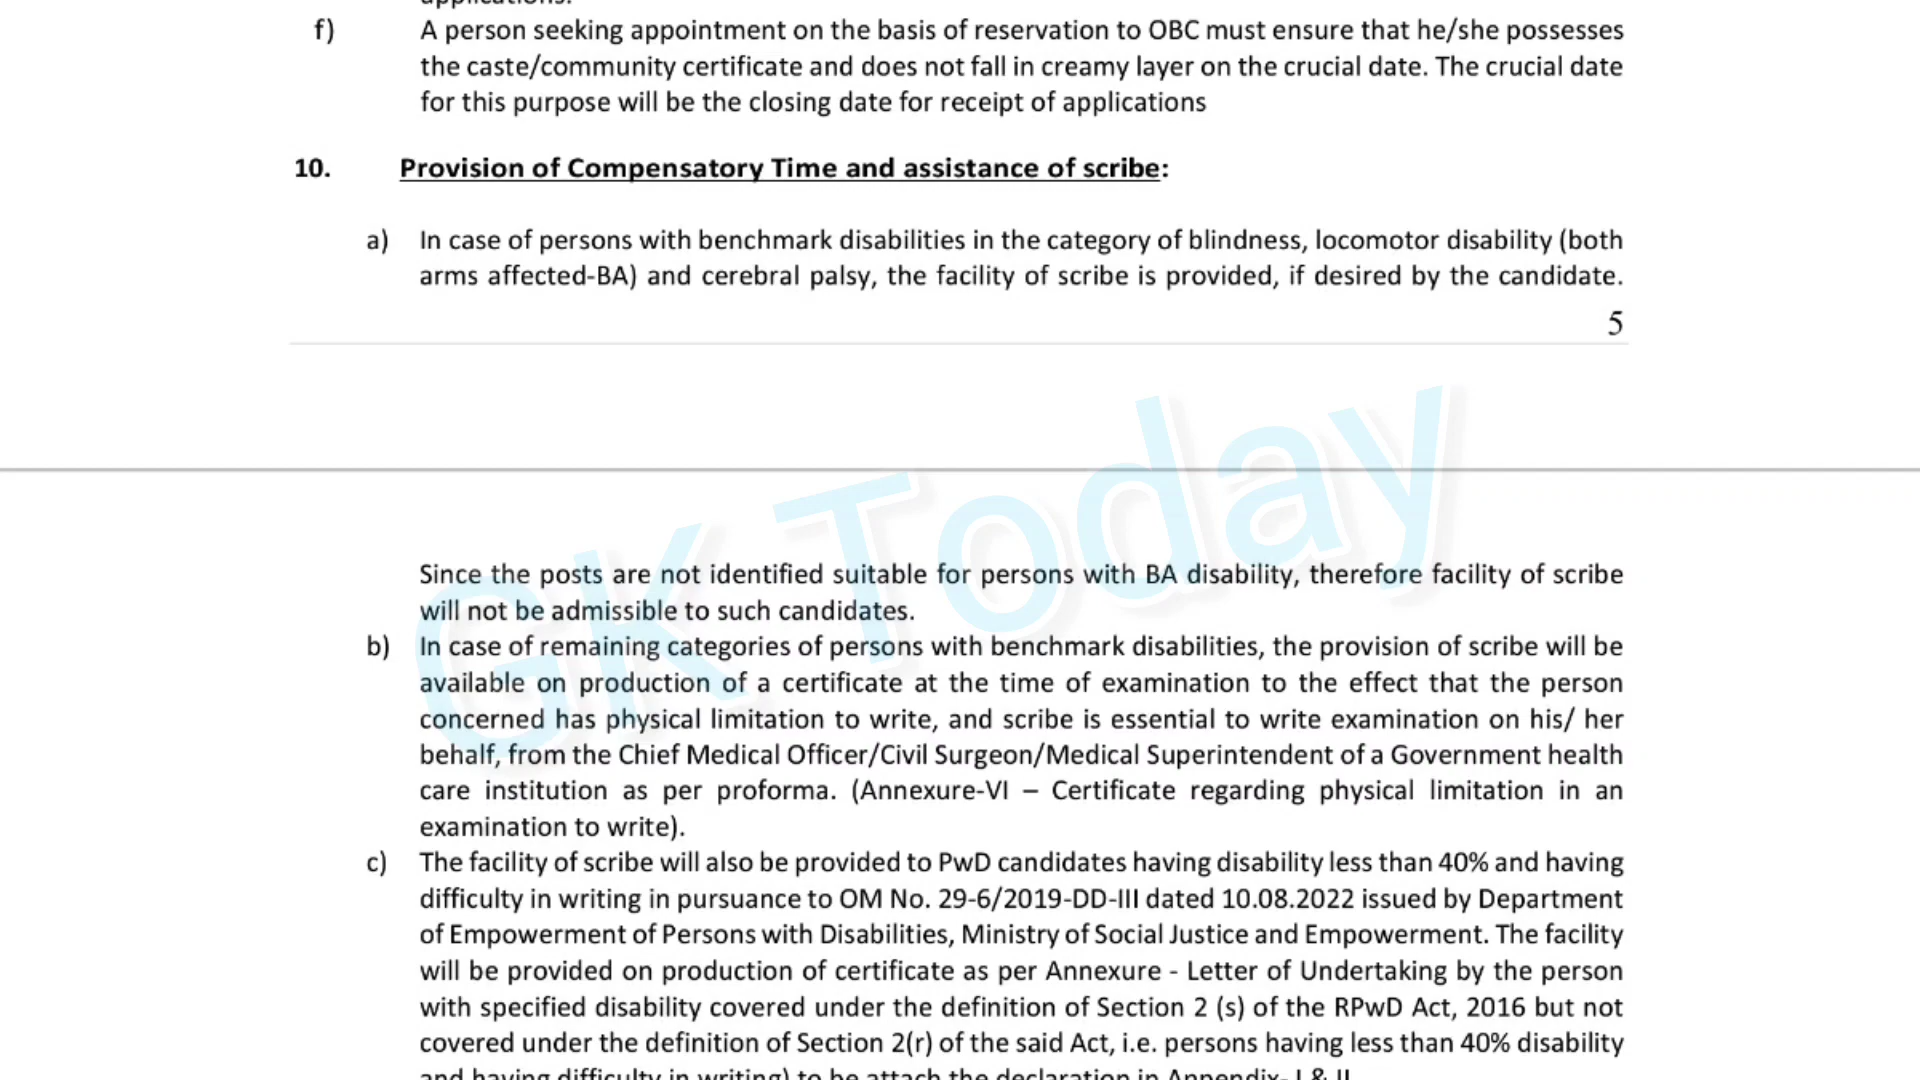 applications.
f) A person seeking appointment on the basis of reservation to OBC must ensure that he/she possesses
the caste/community certificate and does not fall in creamy layer on the crucial date. The crucial date
for this purpose will be the closing date for receipt of applications
10. Provision of Compensatory Time and assistance of scribe:
a) In case of persons with benchmark disabilities in the category of blindness, locomotor disability (both
arms affected-BA) and cerebral palsy, the facility of scribe is provided, if desired by the candidate.
5
GK Today
Since the posts are not identified suitable for persons with BA disability, therefore facility of scribe
will not be admissible to such candidates.
b) In case of remaining categories of persons with benchmark disabilities, the provision of scribe will be
available on production of a certificate at the time of examination to the effect that the person
concerned has physical limitation to write, and scribe is essential to write examination on his/ her
behalf, from the Chief Medical Officer/Civil Surgeon/Medical Superintendent of a Government health
care institution as per proforma. (Annexure-VI – Certificate regarding physical limitation in an
examination to write).
c) The facility of scribe will also be provided to PwD candidates having disability less than 40% and having
difficulty in writing in pursuance to OM No. 29-6/2019-DD-III dated 10.08.2022 issued by Department
of Empowerment of Persons with Disabilities, Ministry of Social Justice and Empowerment. The facility
will be provided on production of certificate as per Annexure - Letter of Undertaking by the person
with specified disability covered under the definition of Section 2 (s) of the RPwD Act, 2016 but not
covered under the definition of Section 2(r) of the said Act, i.e. persons having less than 40% disability
and having difficulty in writing) to be attach the declaration in Appendix- I & II